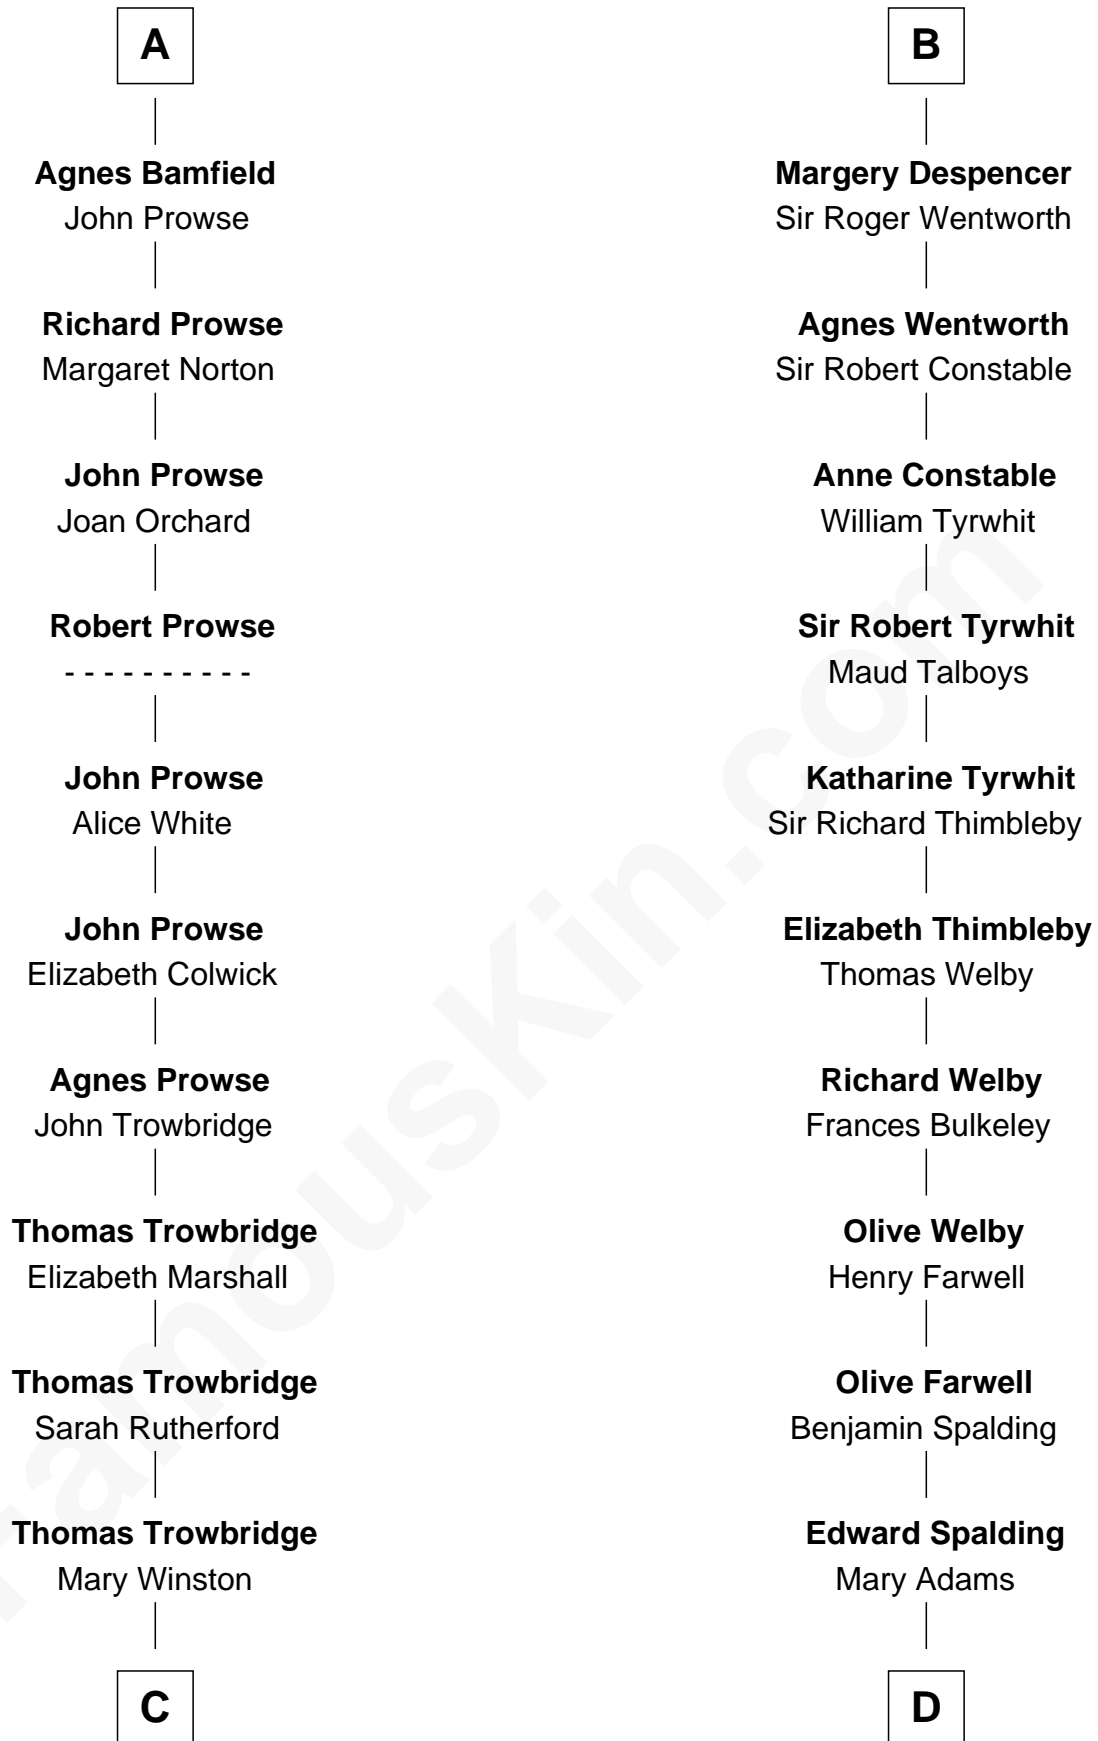 A
Agnes Bamfield
John Prowse
Richard Prowse
Margaret Norton
John Prowse
Joan Orchard
Robert Prowse
- - - - - - - - - -
John Prowse
Alice White
John Prowse
Elizabeth Colwick
Agnes Prowse
John Trowbridge
Thomas Trowbridge
Elizabeth Marshall
Thomas Trowbridge
Sarah Rutherford
Thomas Trowbridge
Mary Winston
C
B
Margery Despencer
Sir Roger Wentworth
Agnes Wentworth
Sir Robert Constable
Anne Constable
William Tyrwhit
Sir Robert Tyrwhit
Maud Talboys
Katharine Tyrwhit
Sir Richard Thimbleby
Elizabeth Thimbleby
Thomas Welby
Richard Welby
Frances Bulkeley
Olive Welby
Henry Farwell
Olive Farwell
Benjamin Spalding
Edward Spalding
Mary Adams
D
FamousKin.com